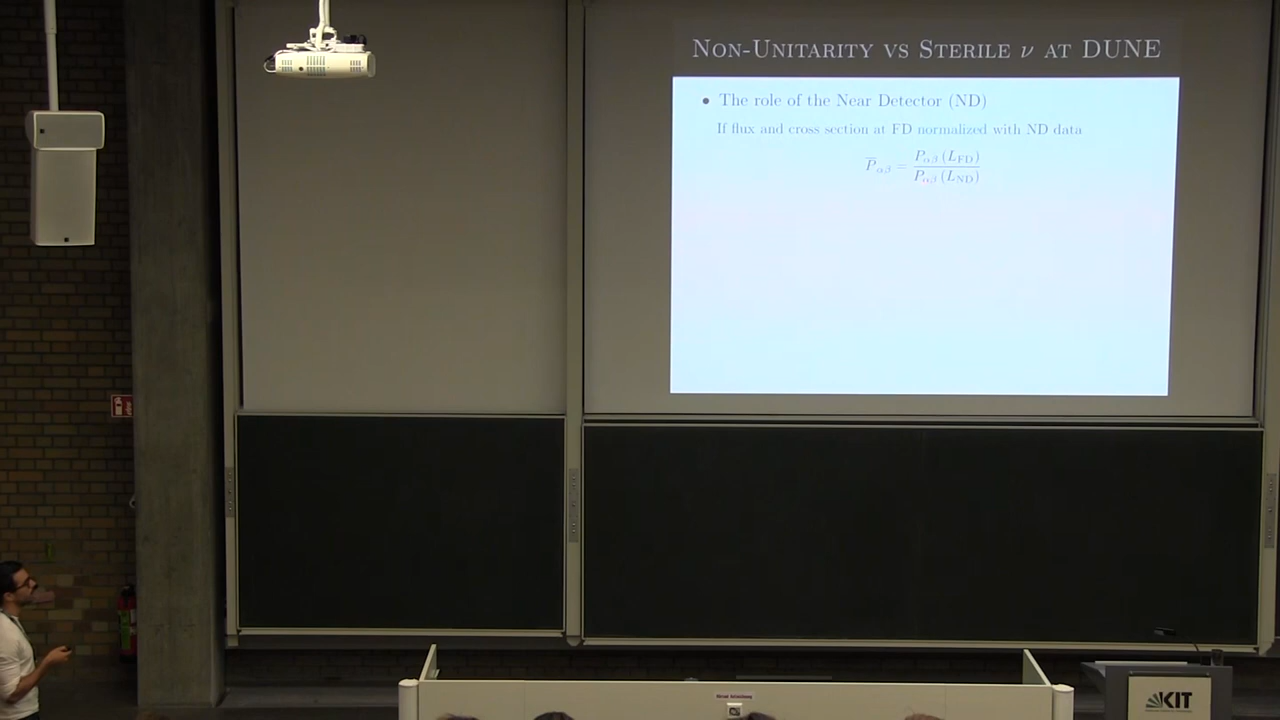 NON-UNITARITY VS STERILE ν AT DUNE
• The role of the Near Detector (ND)
If flux and cross section at FD normalized with ND data
P̅αβ = Pαβ (LFD) / Pαβ (LND)
KIT